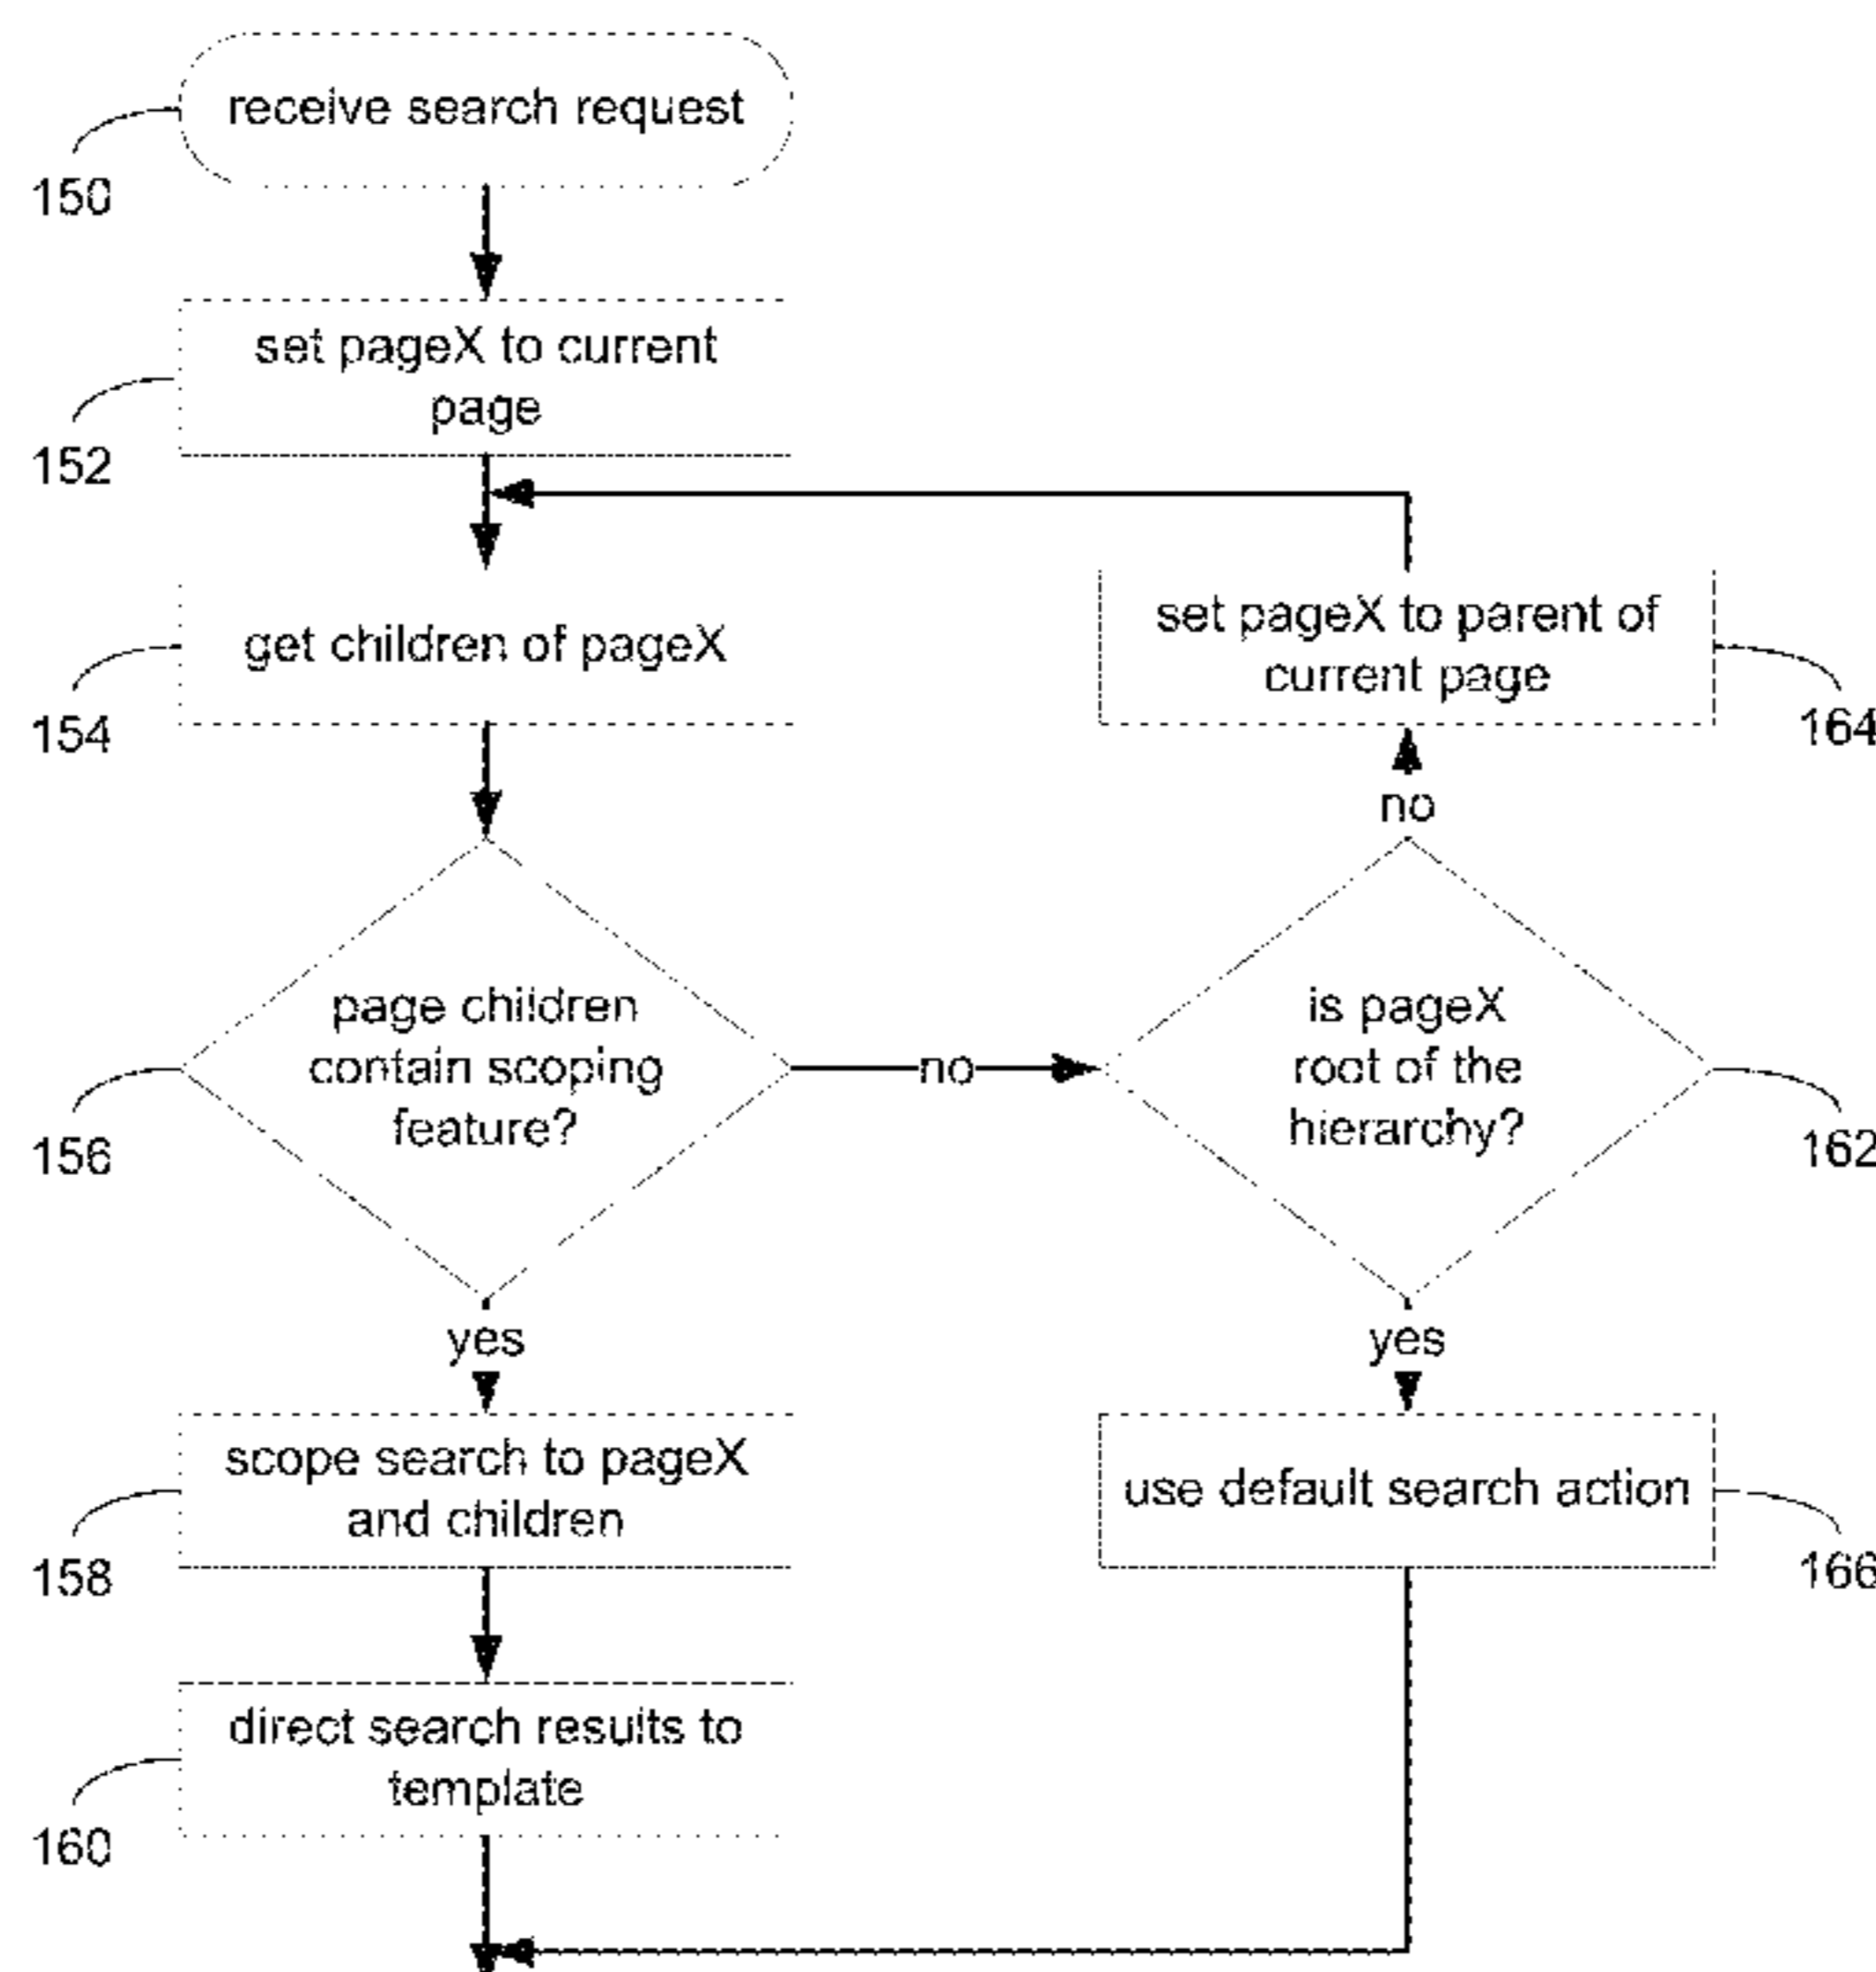 receive search request
150
set pageX to current
page
152
get children of pageX
154
set pageX to parent of
current page
164
no
page children
contain scoping
feature?
156
no
is pageX
root of the
hierarchy?
162
yes
yes
scope search to pageX
and children
158
use default search action
166
direct search results to
template
160